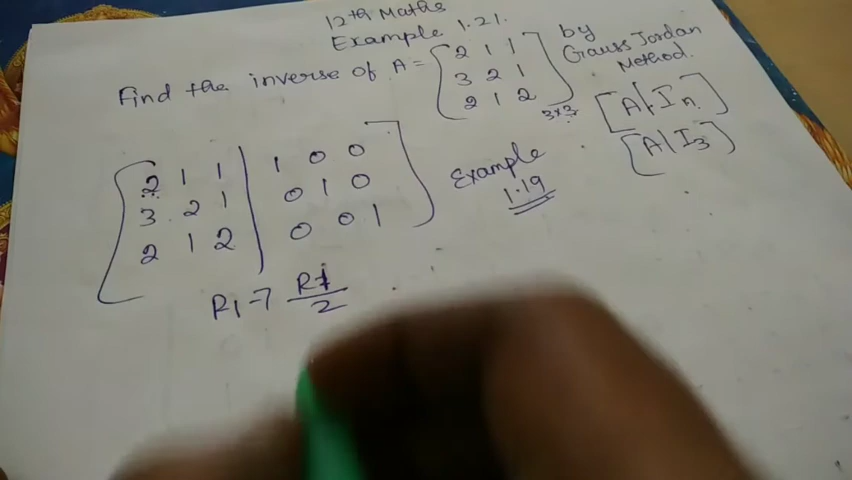 12th Maths
Example 1.21.
Find the inverse of A = [2 1 1
3 2 1
2 1 2]3×3 by
Gauss Jordan
Method.
[A|In]
[A|I3]
[2 1 1 | 1 0 0
3 2 1 | 0 1 0
2 1 2 | 0 0 1]
Example
1.19
R1 → R1/2